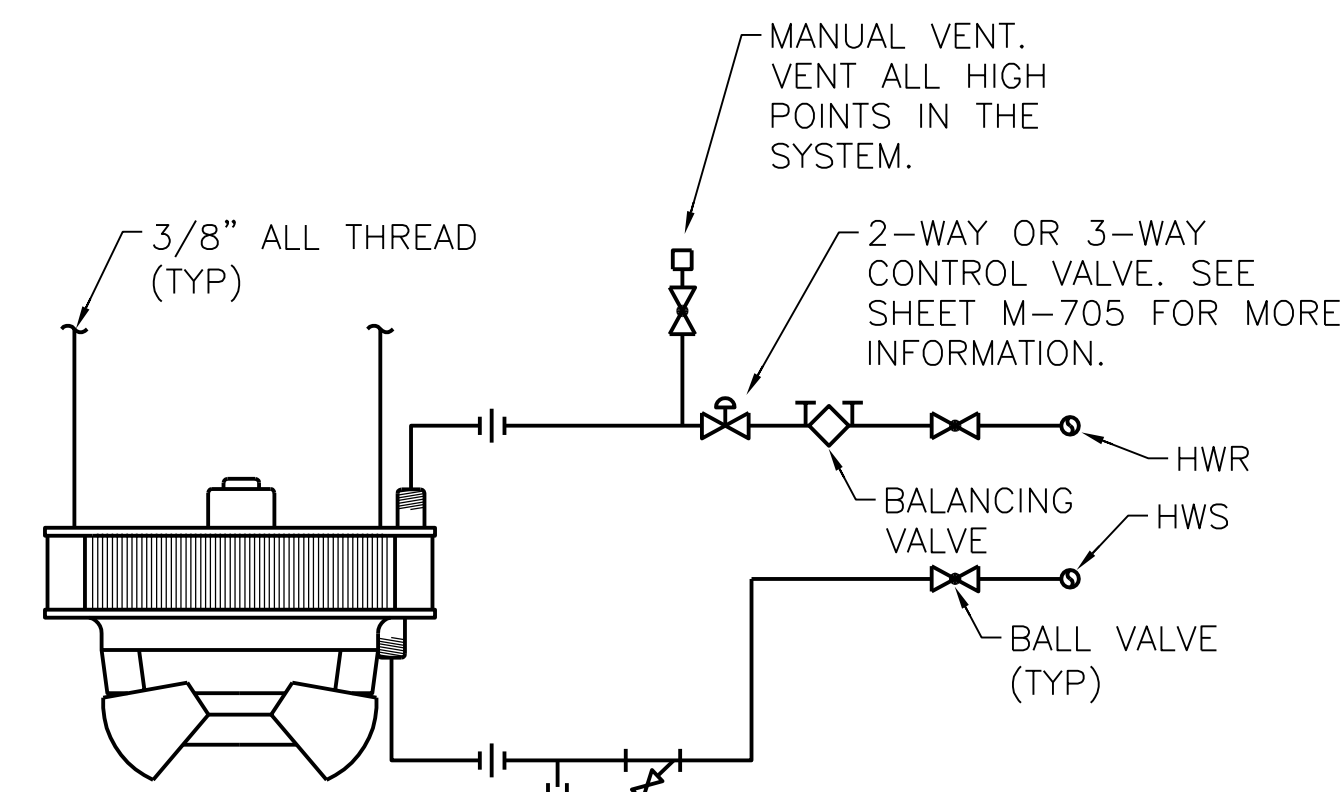 MANUAL VENT.
VENT ALL HIGH
POINTS IN THE
SYSTEM.
3/8” ALL THREAD
(TYP)
2-WAY OR 3-WAY
CONTROL VALVE. SEE
SHEET M-705 FOR MORE
INFORMATION.
HWR
BALANCING
VALVE
HWS
BALL VALVE
(TYP)